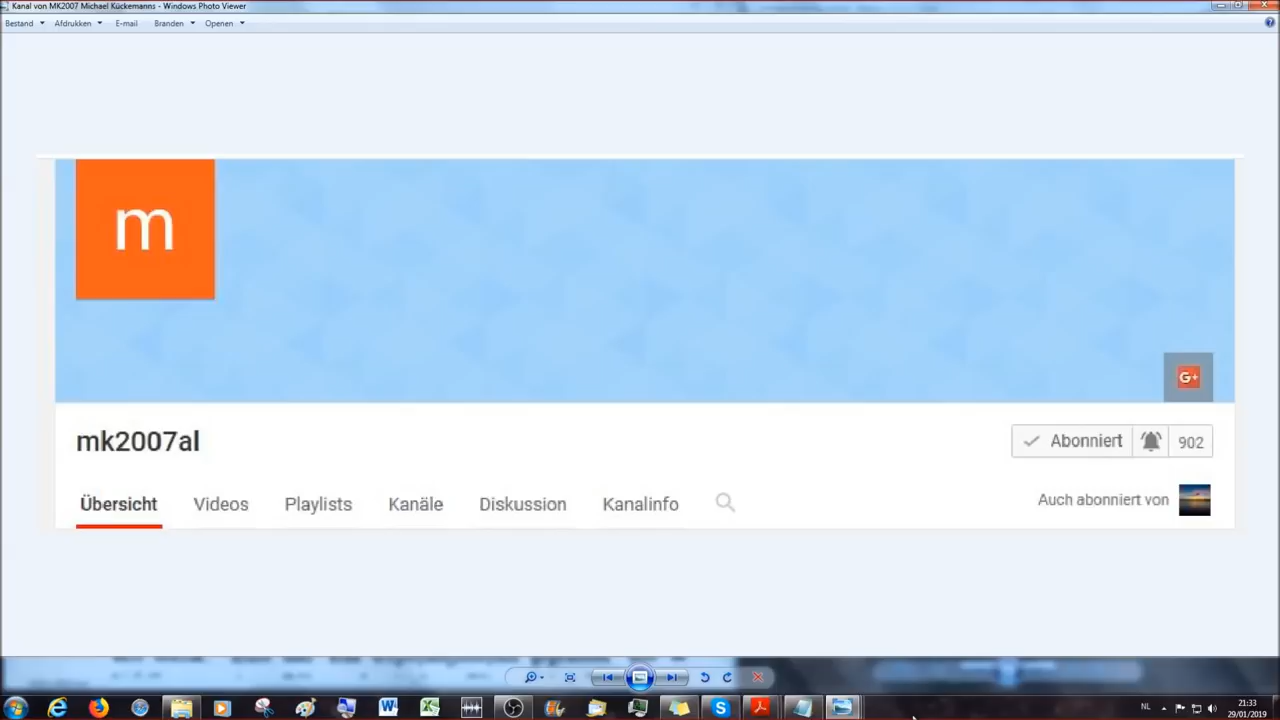 Kanal von MK2007 Michael Kückemanns - Windows Photo Viewer
Bestand Afdrukken E-mail Branden Openen
m
G+
mk2007al
Abonniert 902
Übersicht Videos Playlists Kanäle Diskussion Kanalinfo
Auch abonniert von
NL
21:33
29/01/2019